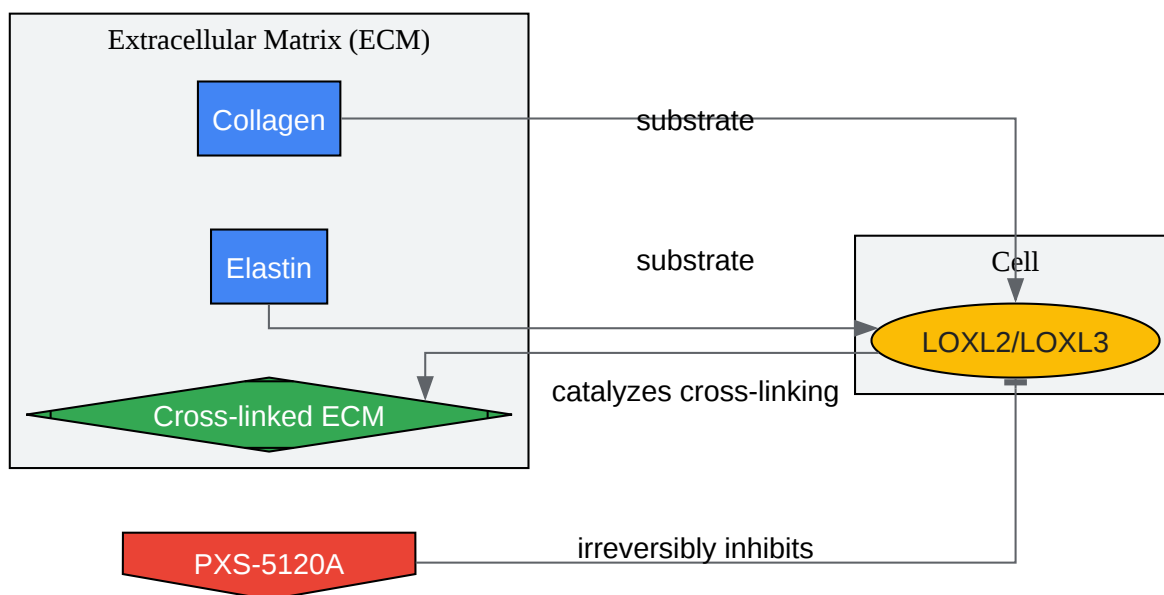 Extracellular Matrix (ECM)
Collagen
substrate
Elastin
substrate
Cell
LOXL2/LOXL3
catalyzes cross-linking
Cross-linked ECM
irreversibly inhibits
PXS-5120A